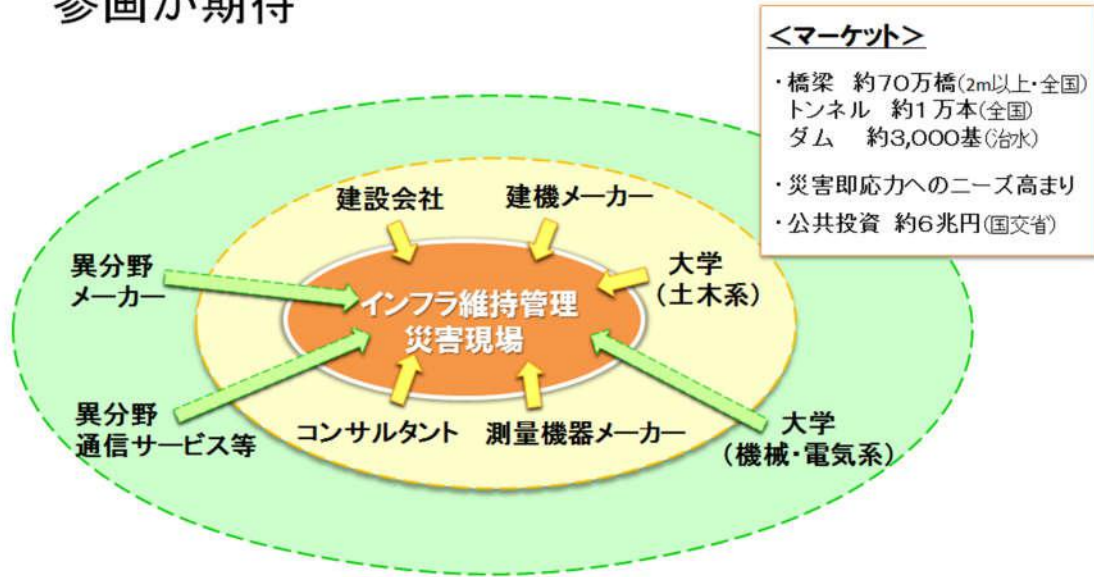 参画が期待
<マーケット>
・橋梁 約70万橋(2m以上・全国)
トンネル 約1万本(全国)
ダム 約3,000基(治水)
・災害即応力へのニーズ高まり
・公共投資 約6兆円(国交省)
建設会社
建機メーカー
異分野
メーカー
大学
(土木系)
インフラ維持管理
災害現場
異分野
通信サービス等
コンサルタント
測量機器メーカー
大学
(機械・電気系)